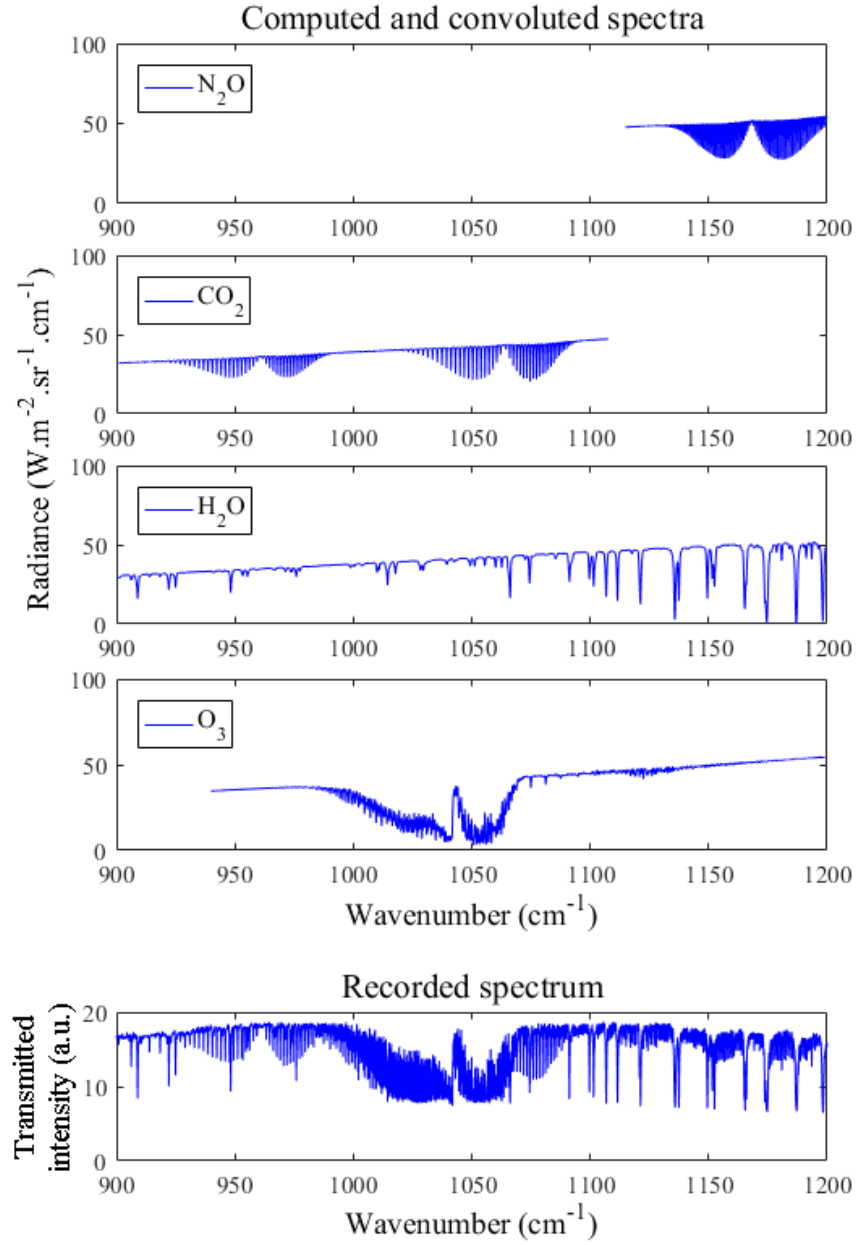 Computed and convoluted spectra
100
50
0
N₂O
900 950 1000 1050 1100 1150 1200
100
50
0
CO₂
900 950 1000 1050 1100 1150 1200
Radiance (W.m⁻².sr⁻¹.cm⁻¹)
100
50
0
H₂O
900 950 1000 1050 1100 1150 1200
100
50
0
O₃
900 950 1000 1050 1100 1150 1200
Wavenumber (cm⁻¹)
Recorded spectrum
Transmitted
intensity (a.u.)
20
10
0
900 950 1000 1050 1100 1150 1200
Wavenumber (cm⁻¹)